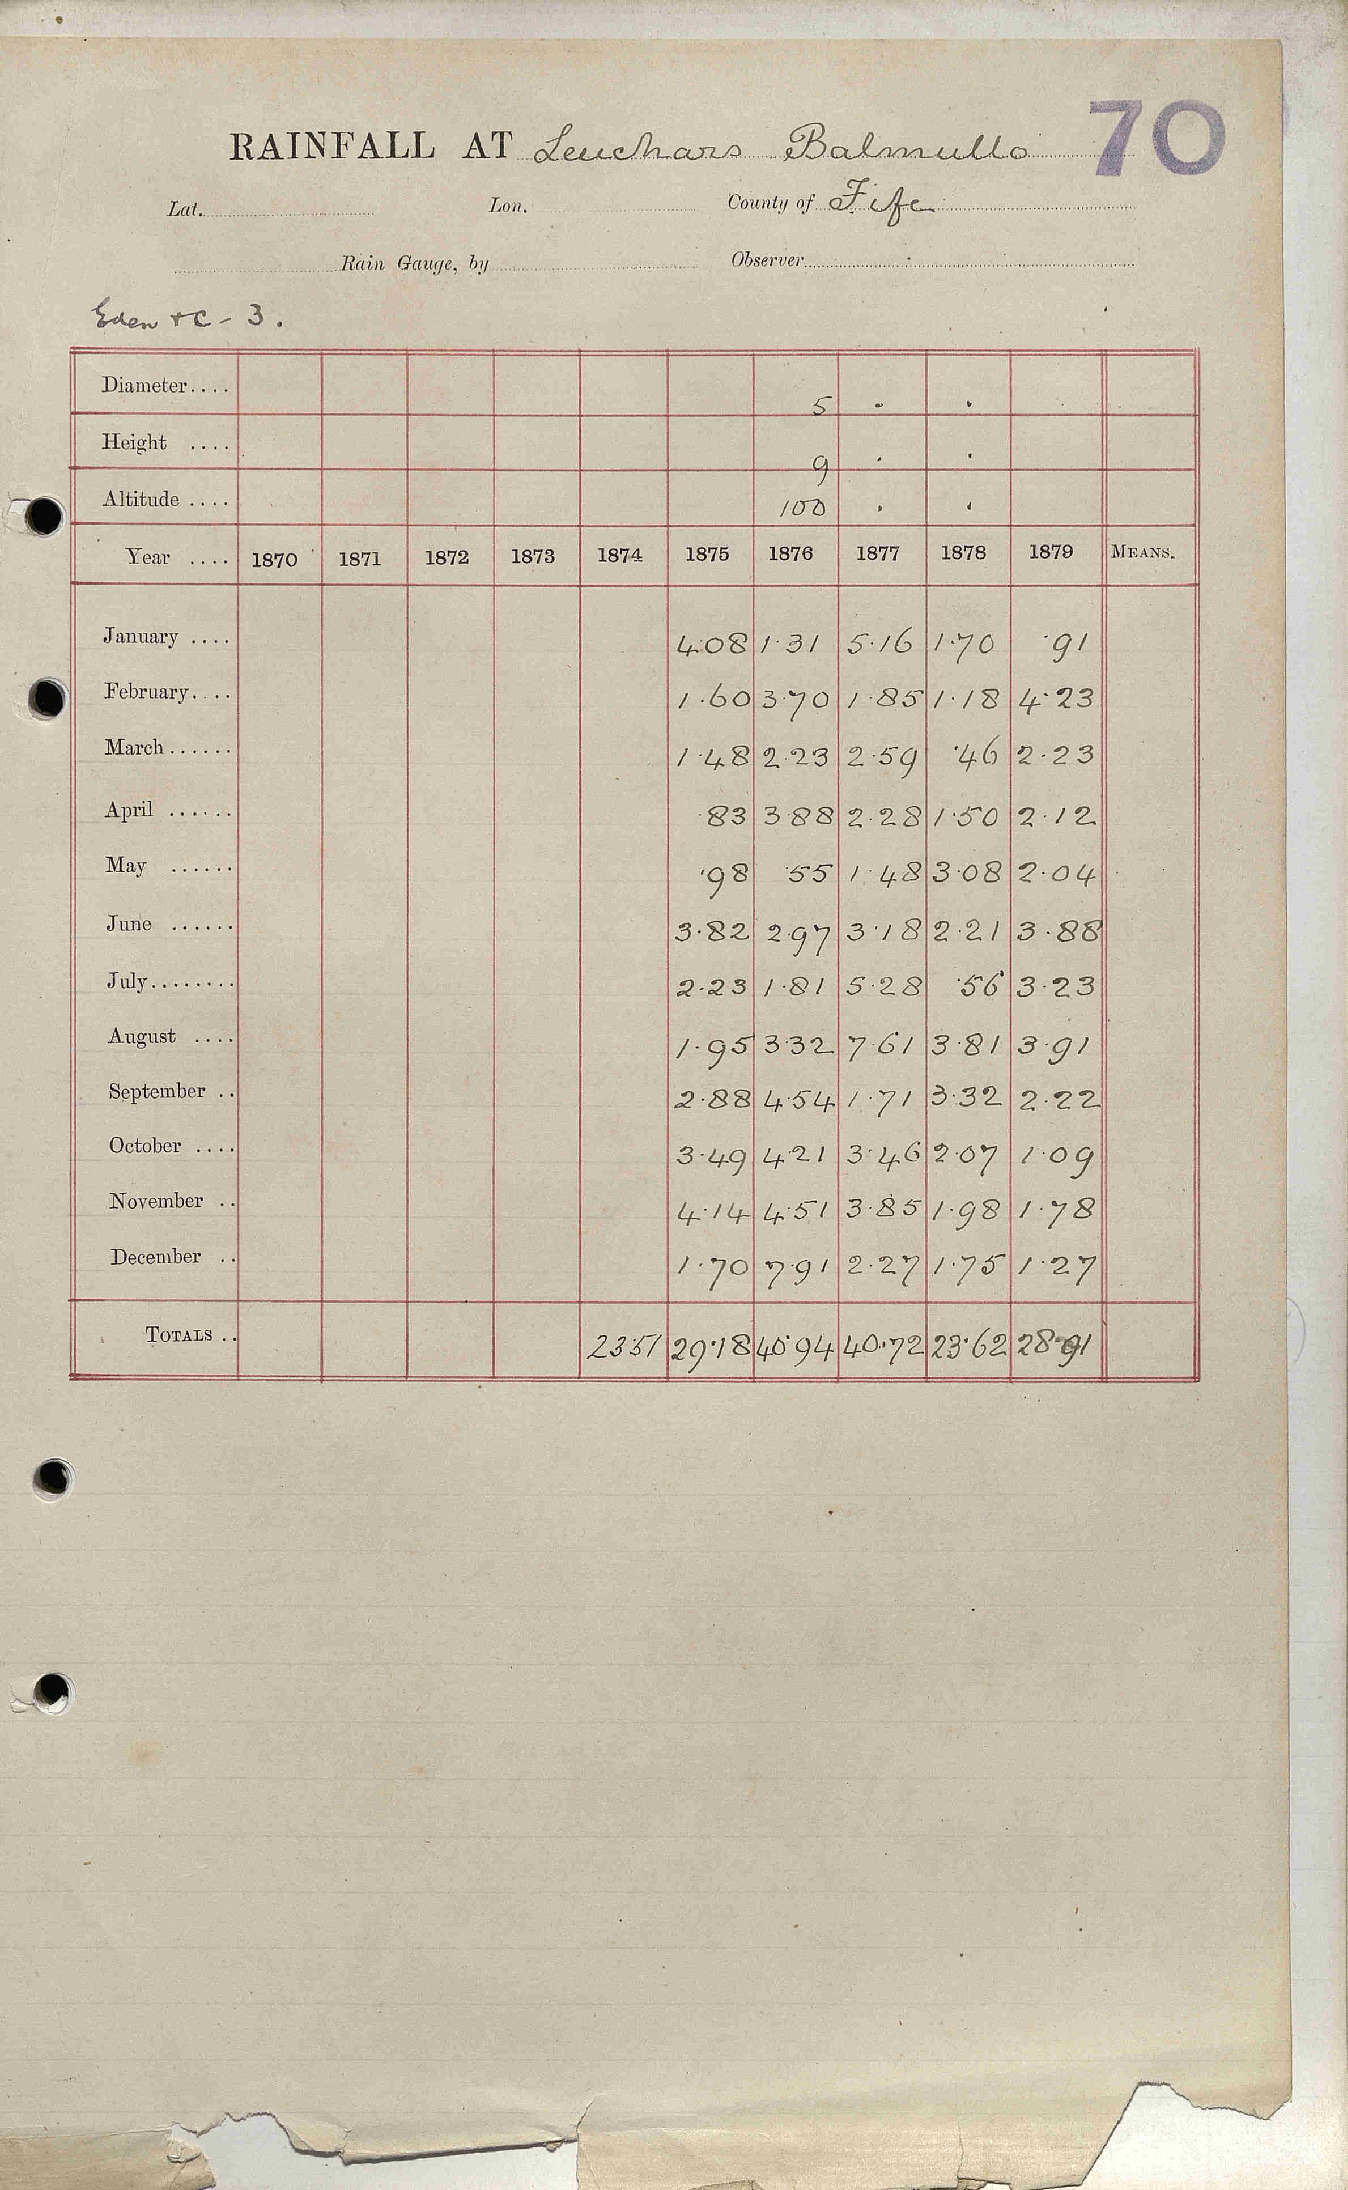 70
RAINFALL AT Leuchars Balmullo
Lat. Lon. County of Fife
Rain Gauge, by Observer
Eden + C - 3.
Diameter.... 5 . .
Height .... 9 . .
Altitude .... 100 . .
Year .... 1870 1871 1872 1873 1874 1875 1876 1877 1878 1879 MEANS.
January .... 4.08 1.31 5.16 1.70 .91
February.... 1.60 3.70 1.85 1.18 4.23
March...... 1.48 2.23 2.59 .46 2.23
April ...... .83 3.88 2.28 1.50 2.12
May ...... .98 .55 1.48 3.08 2.04
June ...... 3.82 2.97 3.18 2.21 3.88
July........ 2.23 1.81 5.28 .56 3.23
August .... 1.95 3.32 7.61 3.81 3.91
September .. 2.88 4.54 1.71 3.32 2.22
October .... 3.49 4.21 3.46 2.07 1.09
November .. 4.14 4.51 3.85 1.98 1.78
December .. 1.70 7.91 2.27 1.75 1.27
TOTALS .. 23.51 29.18 40.94 40.72 23.62 28.91